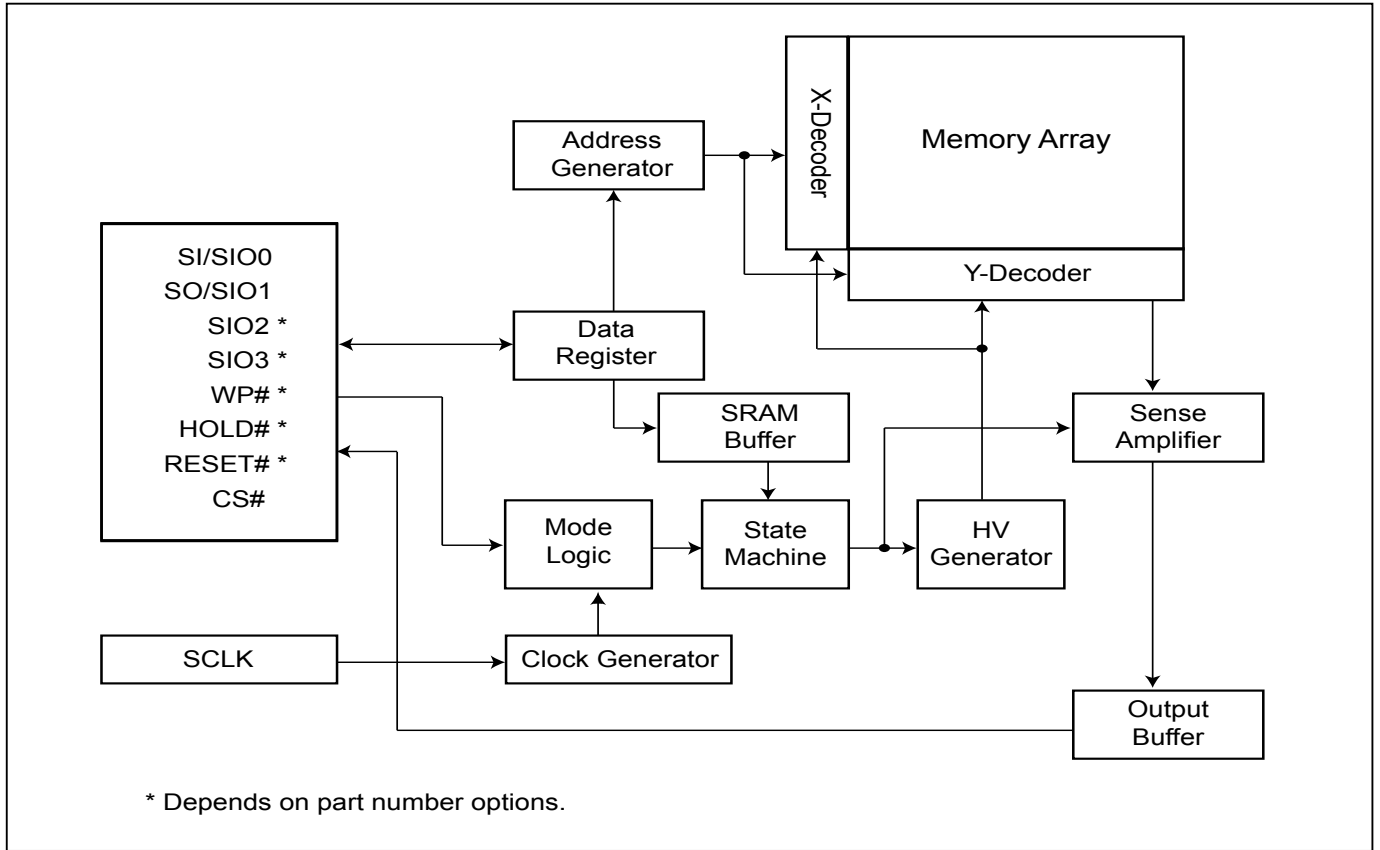 X-Decoder
Memory Array
Address
Generator
Y-Decoder
SI/SIO0
SO/SIO1
SIO2 *
SIO3 *
WP# *
HOLD# *
RESET# *
CS#
Data
Register
SRAM
Buffer
Sense
Amplifier
Mode
Logic
State
Machine
HV
Generator
SCLK
Clock Generator
Output
Buffer
* Depends on part number options.